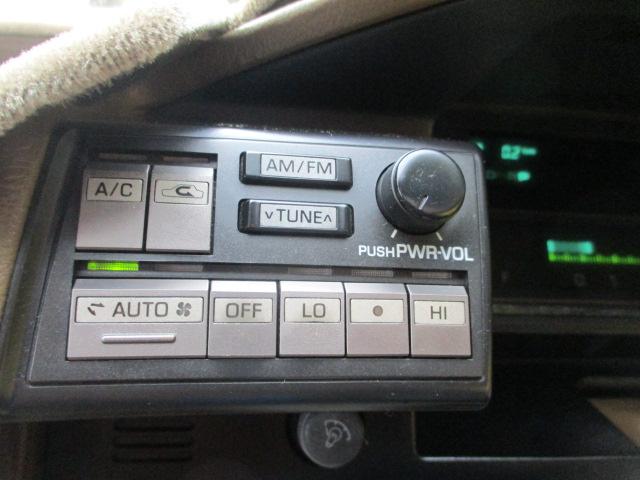 A/C
AM/FM
∨ TUNE ∧
PUSH PWR-VOL
AUTO
OFF
LO
HI